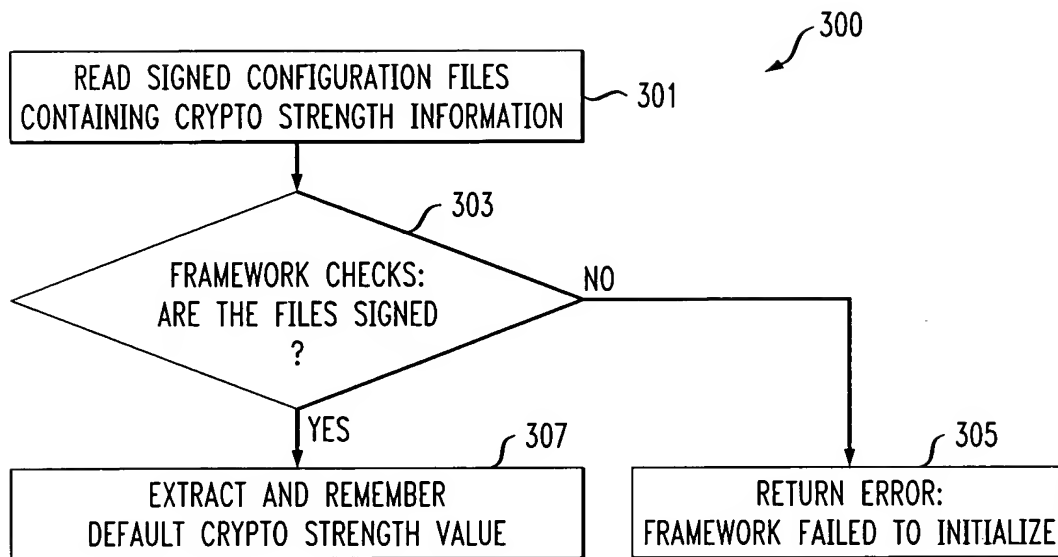 300
READ SIGNED CONFIGURATION FILES
CONTAINING CRYPTO STRENGTH INFORMATION
301
303
FRAMEWORK CHECKS:
ARE THE FILES SIGNED
?
NO
YES
307
305
EXTRACT AND REMEMBER
DEFAULT CRYPTO STRENGTH VALUE
RETURN ERROR:
FRAMEWORK FAILED TO INITIALIZE